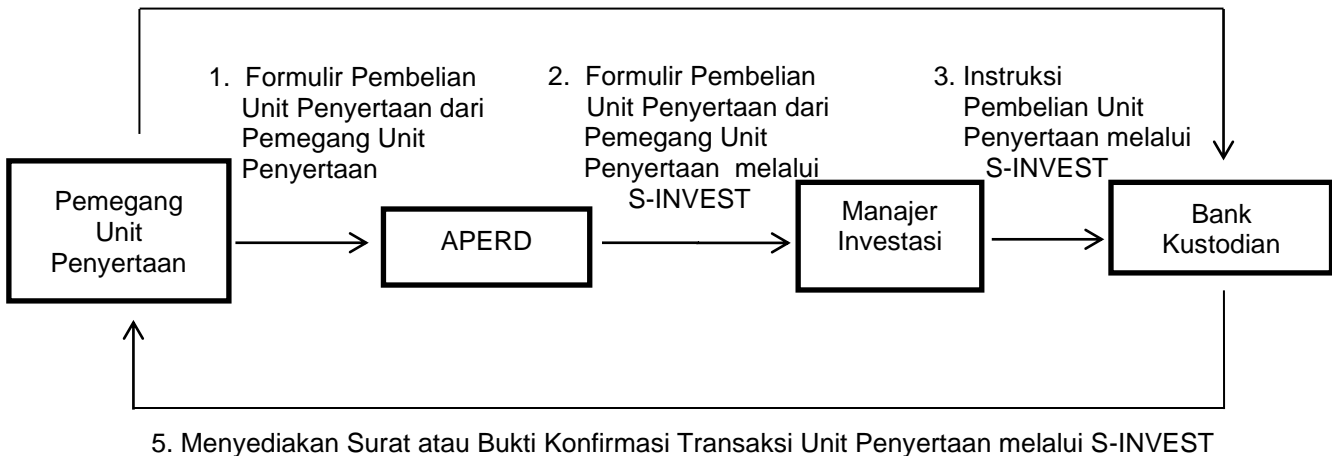 1. Formulir Pembelian
Unit Penyertaan dari
Pemegang Unit
Penyertaan
2. Formulir Pembelian
Unit Penyertaan dari
Pemegang Unit
Penyertaan melalui
S-INVEST
3. Instruksi
Pembelian Unit
Penyertaan melalui
S-INVEST
Pemegang
Unit
Penyertaan
APERD
Manajer
Investasi
Bank
Kustodian
5. Menyediakan Surat atau Bukti Konfirmasi Transaksi Unit Penyertaan melalui S-INVEST